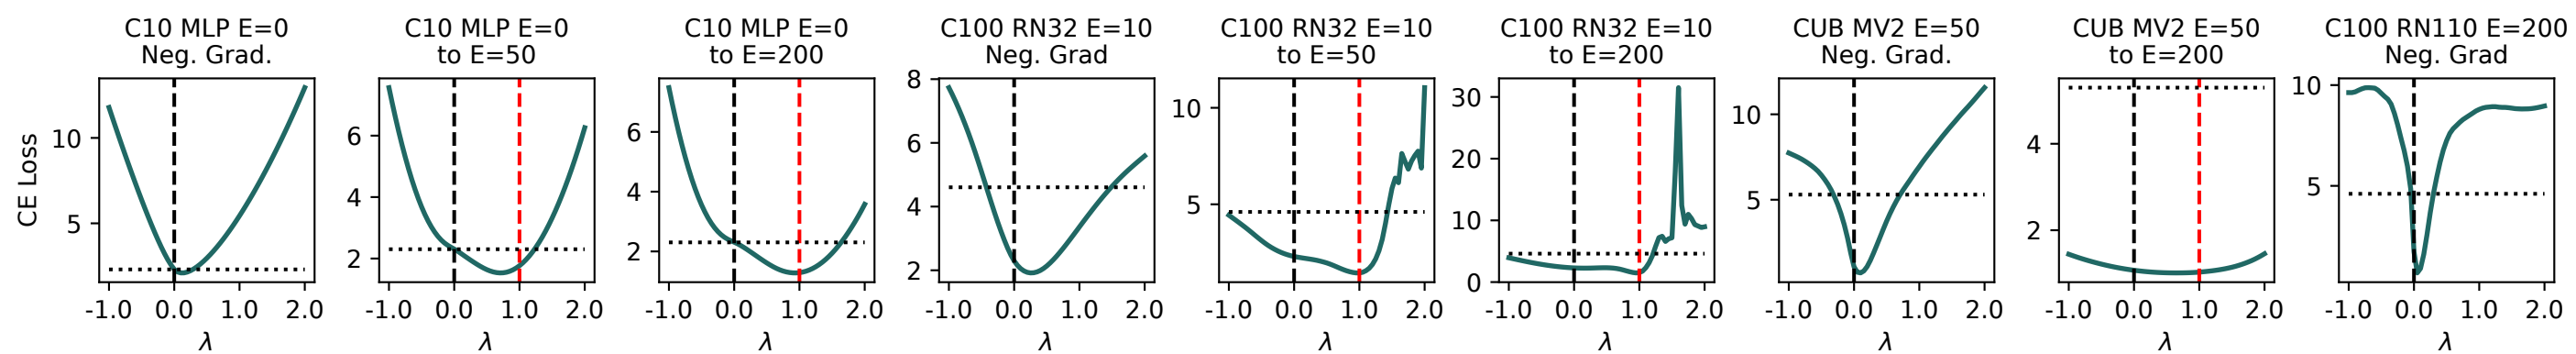 C10 MLP E=0
Neg. Grad.
C10 MLP E=0
to E=50
C10 MLP E=0
to E=200
C100 RN32 E=10
Neg. Grad
C100 RN32 E=10
to E=50
C100 RN32 E=10
to E=200
CUB MV2 E=50
Neg. Grad.
CUB MV2 E=50
to E=200
C100 RN110 E=200
Neg. Grad
CE Loss
10
5
-1.0 0.0 1.0 2.0
λ
6
4
2
-1.0 0.0 1.0 2.0
λ
6
4
2
-1.0 0.0 1.0 2.0
λ
8
6
4
2
-1.0 0.0 1.0 2.0
λ
10
5
-1.0 0.0 1.0 2.0
λ
30
20
10
0
-1.0 0.0 1.0 2.0
λ
10
5
-1.0 0.0 1.0 2.0
λ
4
2
-1.0 0.0 1.0 2.0
λ
10
5
-1.0 0.0 1.0 2.0
λ